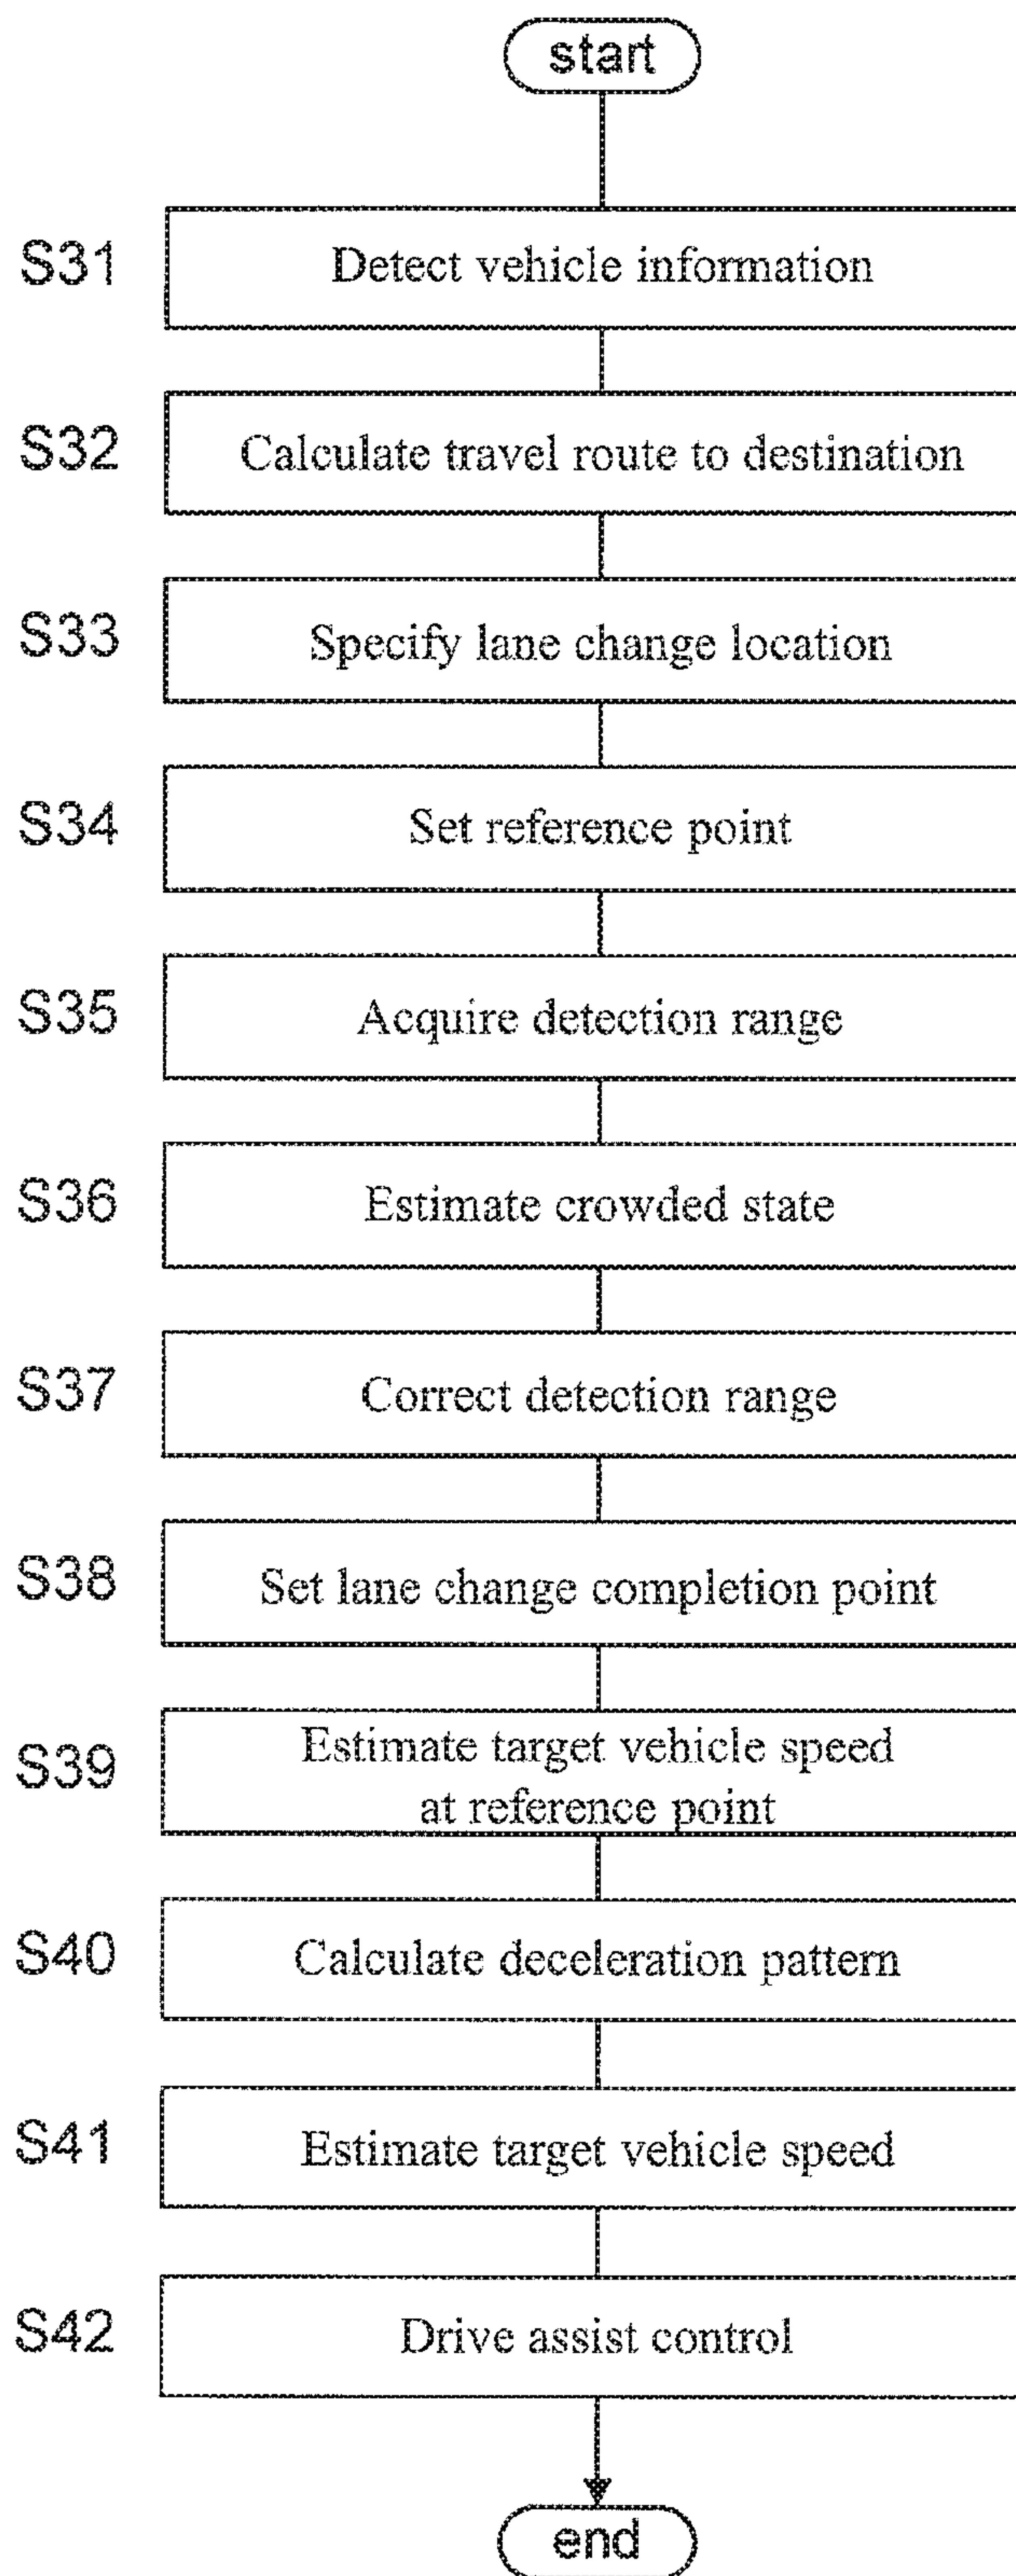 start
S31 Detect vehicle information
S32 Calculate travel route to destination
S33 Specify lane change location
S34 Set reference point
S35 Acquire detection range
S36 Estimate crowded state
S37 Correct detection range
S38 Set lane change completion point
S39 Estimate target vehicle speed
at reference point
S40 Calculate deceleration pattern
S41 Estimate target vehicle speed
S42 Drive assist control
end